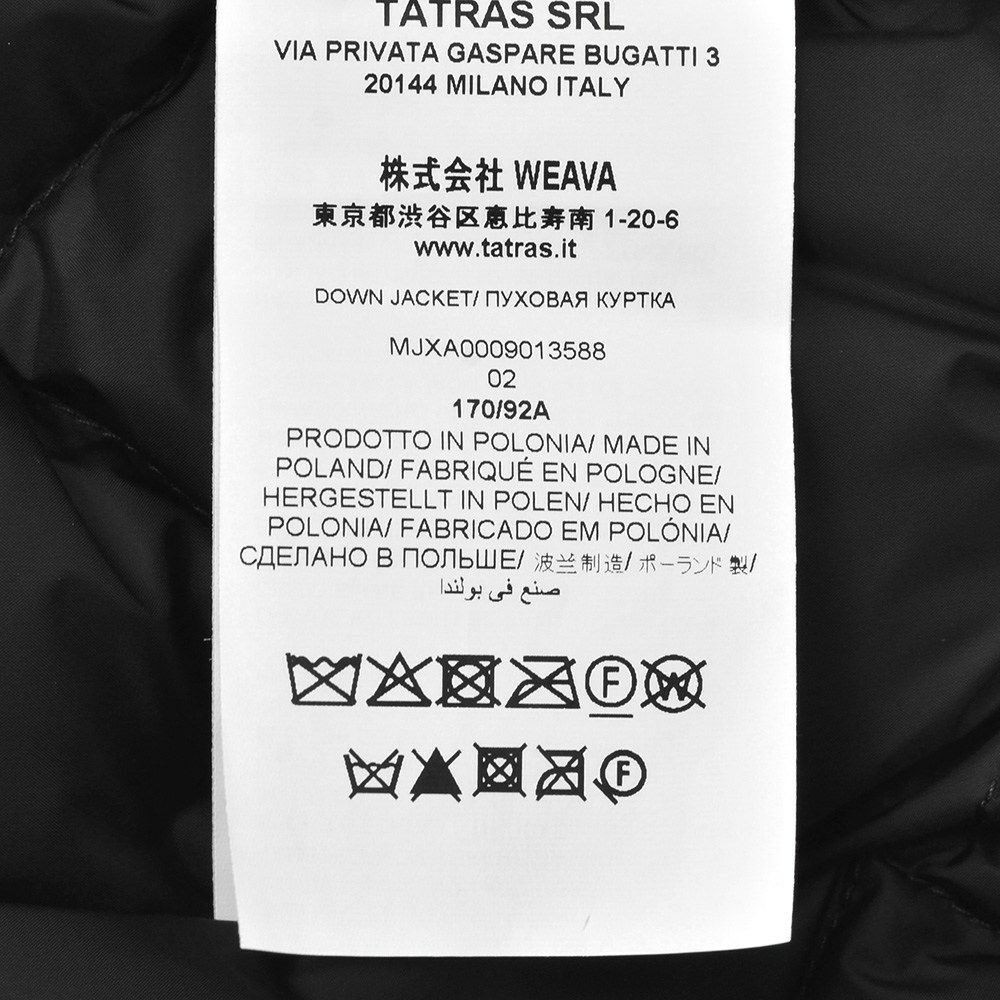 TATRAS SRL
VIA PRIVATA GASPARE BUGATTI 3
20144 MILANO ITALY
株式会社 WEAVA
東京都渋谷区恵比寿南 1-20-6
www.tatras.it
DOWN JACKET/ ПУХОВАЯ КУРТКА
MJXA0009013588
02
170/92A
PRODOTTO IN POLONIA/ MADE IN
POLAND/ FABRIQUÉ EN POLOGNE/
HERGESTELLT IN POLEN/ HECHO EN
POLONIA/ FABRICADO EM POLÓNIA/
СДЕЛАНО В ПОЛЬШЕ/ 波兰制造/ ポーランド 製/
صنع في بولندا
F W
F